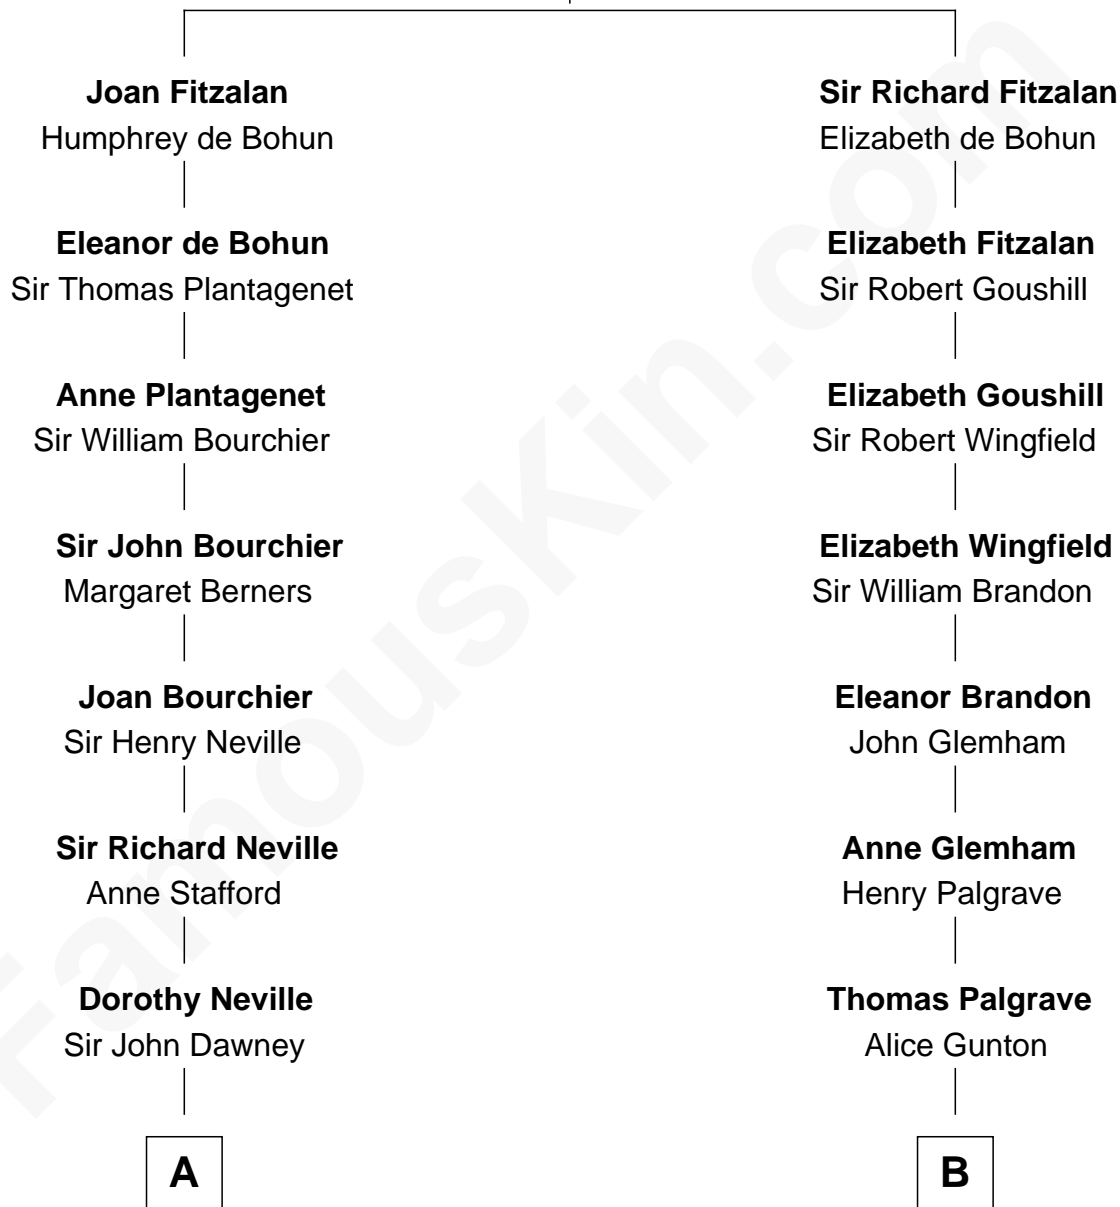 Joan Fitzalan
Humphrey de Bohun
Eleanor de Bohun
Sir Thomas Plantagenet
Anne Plantagenet
Sir William Bourchier
Sir John Bourchier
Margaret Berners
Joan Bourchier
Sir Henry Neville
Sir Richard Neville
Anne Stafford
Dorothy Neville
Sir John Dawney
A
Sir Richard Fitzalan
Elizabeth de Bohun
Elizabeth Fitzalan
Sir Robert Goushill
Elizabeth Goushill
Sir Robert Wingfield
Elizabeth Wingfield
Sir William Brandon
Eleanor Brandon
John Glemham
Anne Glemham
Henry Palgrave
Thomas Palgrave
Alice Gunton
B
FamousKin.com